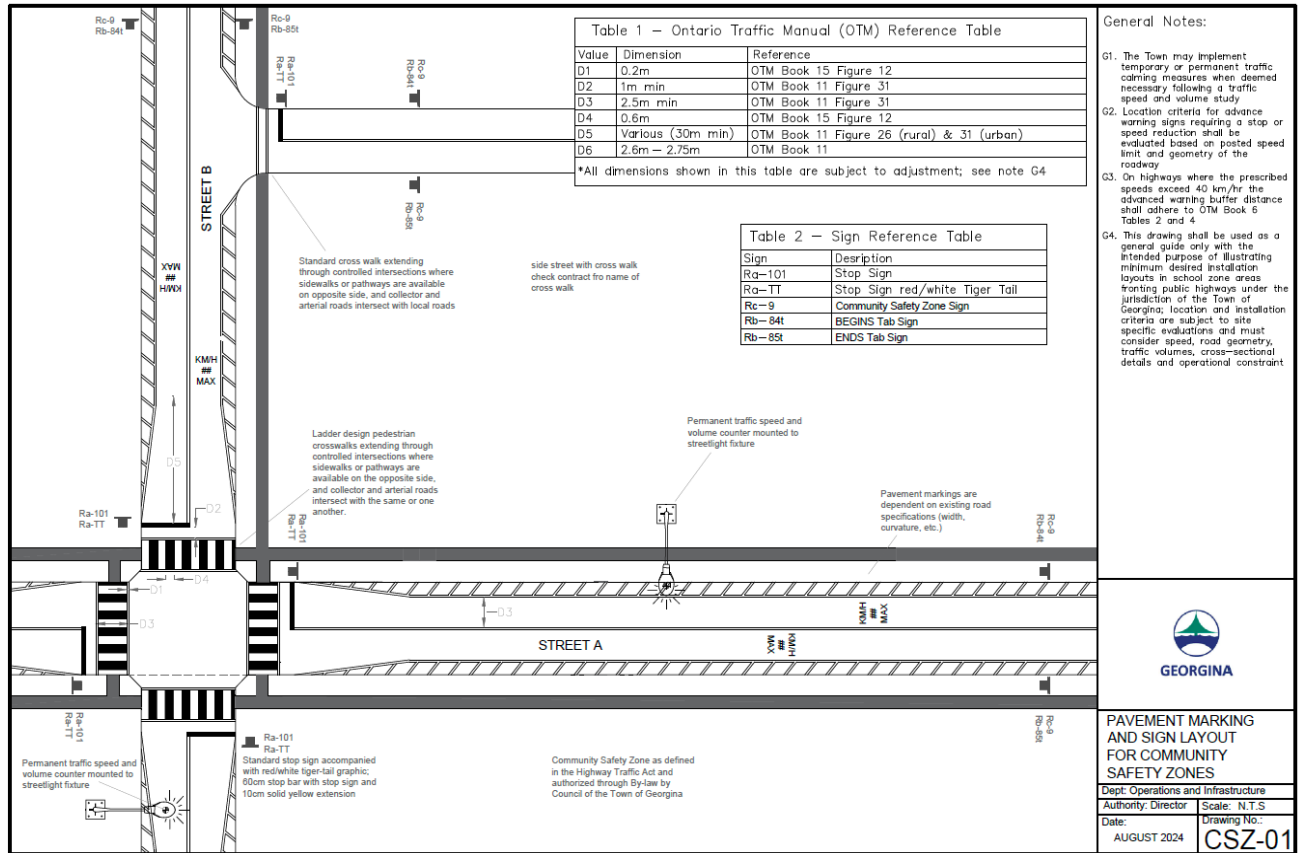 Rc-9
Rb-84t
Rc-9
Rb-85t
Ra-101
Ra-TT
Rc-9
Rb-84t
Rc-9
Rb-85t
STREET B
KM/H
##
MAX
KM/H
##
MAX
Standard cross walk extending
through controlled intersections where
sidewalks or pathways are available
on opposite side, and collector and
arterial roads intersect with local roads
side street with cross walk
check contract fro name of
cross walk
Table 1 – Ontario Traffic Manual (OTM) Reference Table
Value Dimension Reference
D1 0.2m OTM Book 15 Figure 12
D2 1m min OTM Book 11 Figure 31
D3 2.5m min OTM Book 11 Figure 31
D4 0.6m OTM Book 15 Figure 12
D5 Various (30m min) OTM Book 11 Figure 26 (rural) & 31 (urban)
D6 2.6m – 2.75m OTM Book 11
*All dimensions shown in this table are subject to adjustment; see note G4
Table 2 – Sign Reference Table
Sign Desription
Ra-101 Stop Sign
Ra-TT Stop Sign red/white Tiger Tail
Rc-9 Community Safety Zone Sign
Rb-84t BEGINS Tab Sign
Rb-85t ENDS Tab Sign
D5
D2
Ra-101
Ra-TT
Ladder design pedestrian
crosswalks extending through
controlled intersections where
sidewalks or pathways are
available on the opposite side,
and collector and arterial roads
intersect with the same or one
another.
Ra-101
Ra-TT
Permanent traffic speed and
volume counter mounted to
streetlight fixture
Pavement markings are
dependent on existing road
specifications (width,
curvature, etc.)
Rc-9
Rb-84t
D4
D1
D3
D3
STREET A
KM/H
##
MAX
KM/H
##
MAX
Ra-101
Ra-TT
Rc-9
Rb-85t
Ra-101
Ra-TT
Standard stop sign accompanied
with red/white tiger-tail graphic;
60cm stop bar with stop sign and
10cm solid yellow extension
Permanent traffic speed and
volume counter mounted to
streetlight fixture
Community Safety Zone as defined
in the Highway Traffic Act and
authorized through By-law by
Council of the Town of Georgina
General Notes:
G1. The Town may implement
temporary or permanent traffic
calming measures when deemed
necessary following a traffic
speed and volume study
G2. Location criteria for advance
warning signs requiring a stop or
speed reduction shall be
evaluated based on posted speed
limit and geometry of the
roadway
G3. On highways where the prescribed
speeds exceed 40 km/hr the
advanced warning buffer distance
shall adhere to OTM Book 6
Tables 2 and 4
G4. This drawing shall be used as a
general guide only with the
intended purpose of illustrating
minimum desired installation
layouts in school zone areas
fronting public highways under the
jurisdiction of the Town of
Georgina; location and installation
criteria are subject to site
specific evaluations and must
consider speed, road geometry,
traffic volumes, cross-sectional
details and operational constraint
GEORGINA
PAVEMENT MARKING
AND SIGN LAYOUT
FOR COMMUNITY
SAFETY ZONES
Dept: Operations and Infrastructure
Authority: Director Scale: N.T.S
Date: Drawing No.:
AUGUST 2024 CSZ-01